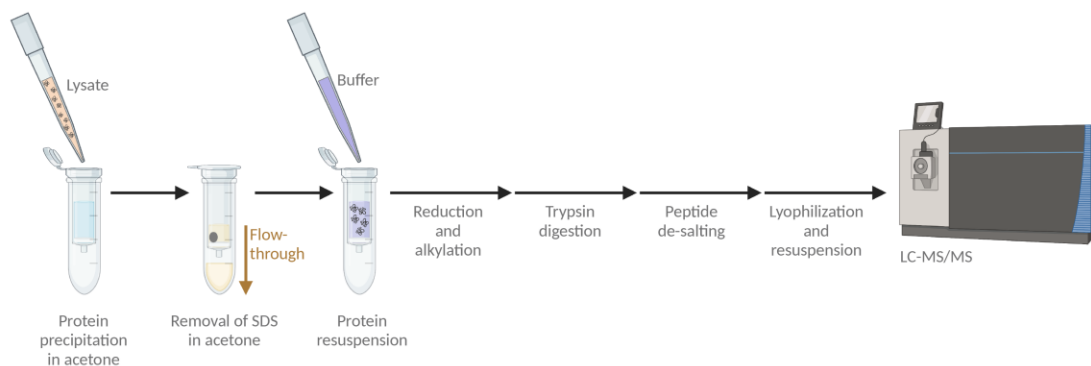 Lysate
Buffer
Flow-
through
Reduction
and
alkylation
Trypsin
digestion
Peptide
de-salting
Lyophilization
and
resuspension
LC-MS/MS
Protein
precipitation
in acetone
Removal of SDS
in acetone
Protein
resuspension